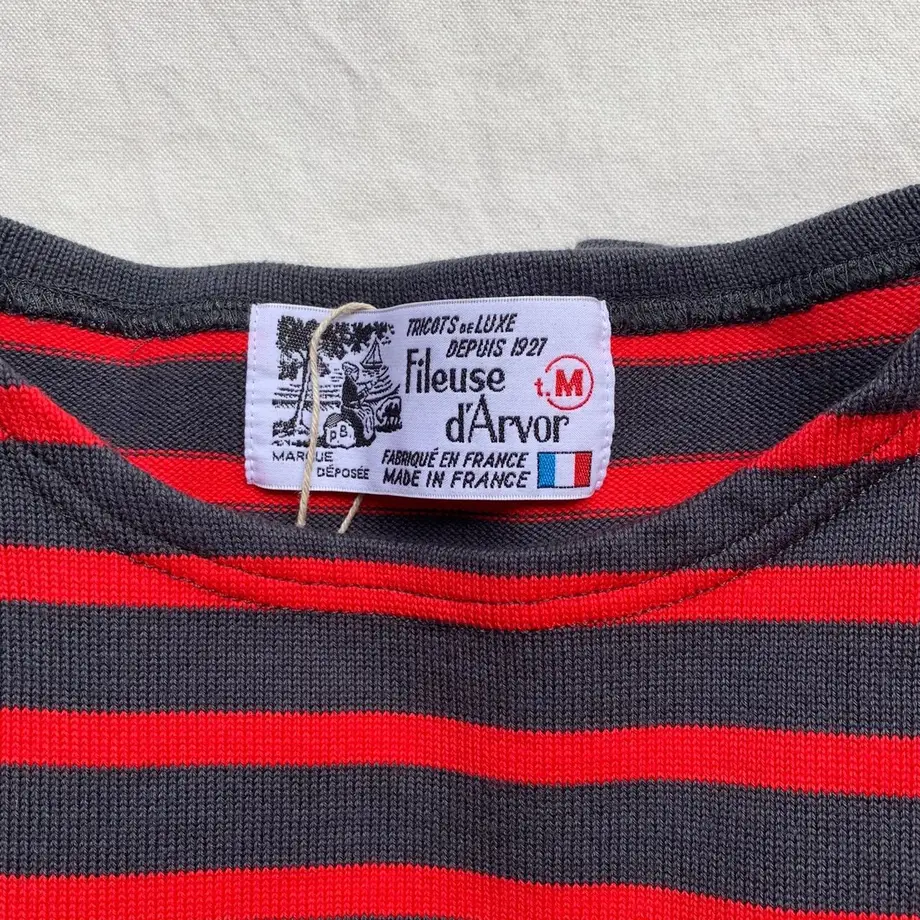 TRICOTS DE LUXE
DEPUIS 1927
Fileuse
d'Arvor
t.M
P.B.
MARQUE
DÉPOSÉE
FABRIQUÉ EN FRANCE
MADE IN FRANCE